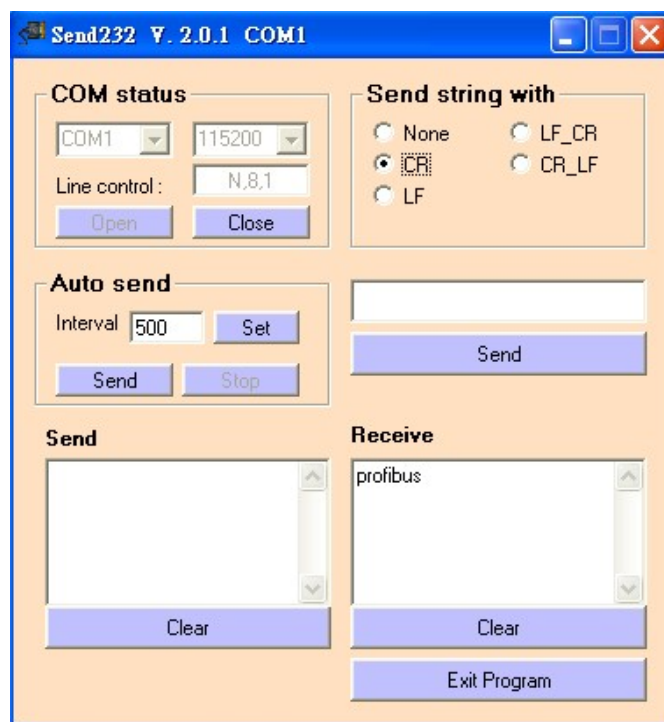 Send232 V. 2.0.1 COM1
COM status
COM1
115200
Line control :
N,8,1
Open
Close
Send string with
None
LF_CR
CR
CR_LF
LF
Auto send
Interval
500
Set
Send
Stop
Send
Send
Receive
profibus
Clear
Clear
Exit Program